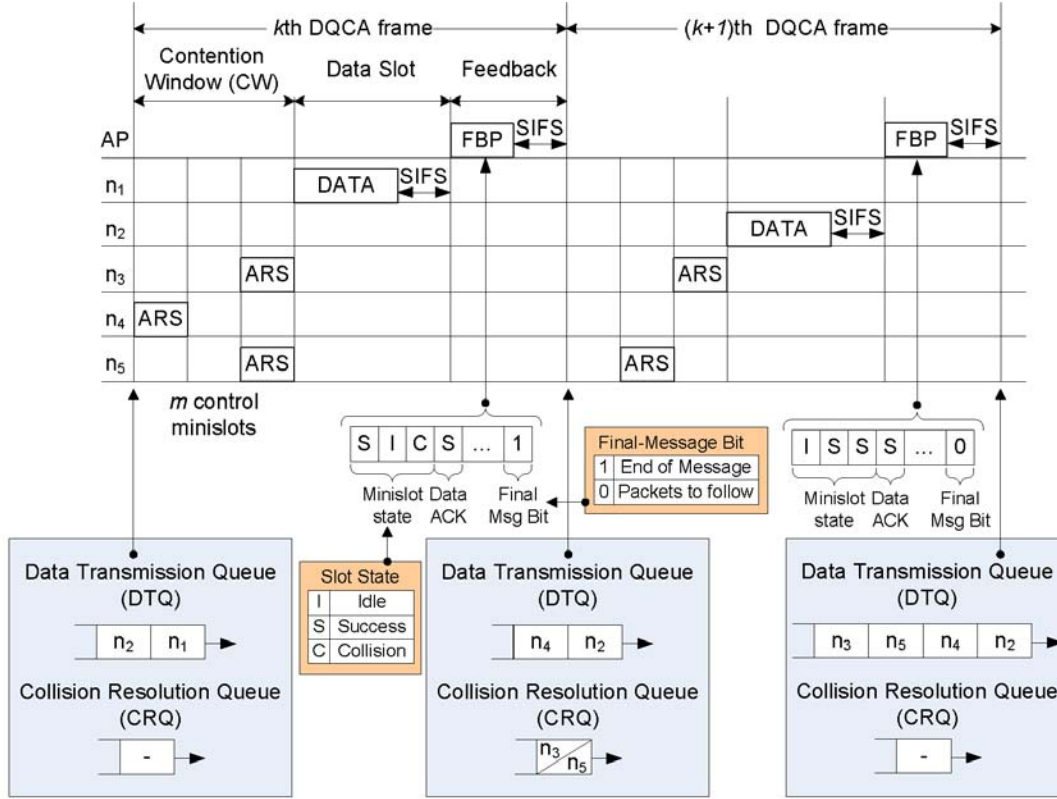 kth DQCA frame
(k+1)th DQCA frame
Contention
Window (CW)
Data Slot
Feedback
AP
FBP
SIFS
FBP
SIFS
n1
DATA
SIFS
n2
DATA
SIFS
n3
ARS
ARS
n4
ARS
n5
ARS
ARS
m control
minislots
S I C S ... 1
Minislot
state
Data
ACK
Final
Msg Bit
Final-Message Bit
1 End of Message
0 Packets to follow
I S S S ... 0
Minislot
state
Data
ACK
Final
Msg Bit
Data Transmission Queue
(DTQ)
n2 n1
Collision Resolution Queue
(CRQ)
-
Slot State
I Idle
S Success
C Collision
Data Transmission Queue
(DTQ)
n4 n2
Collision Resolution Queue
(CRQ)
n3
n5
Data Transmission Queue
(DTQ)
n3 n5 n4 n2
Collision Resolution Queue
(CRQ)
-